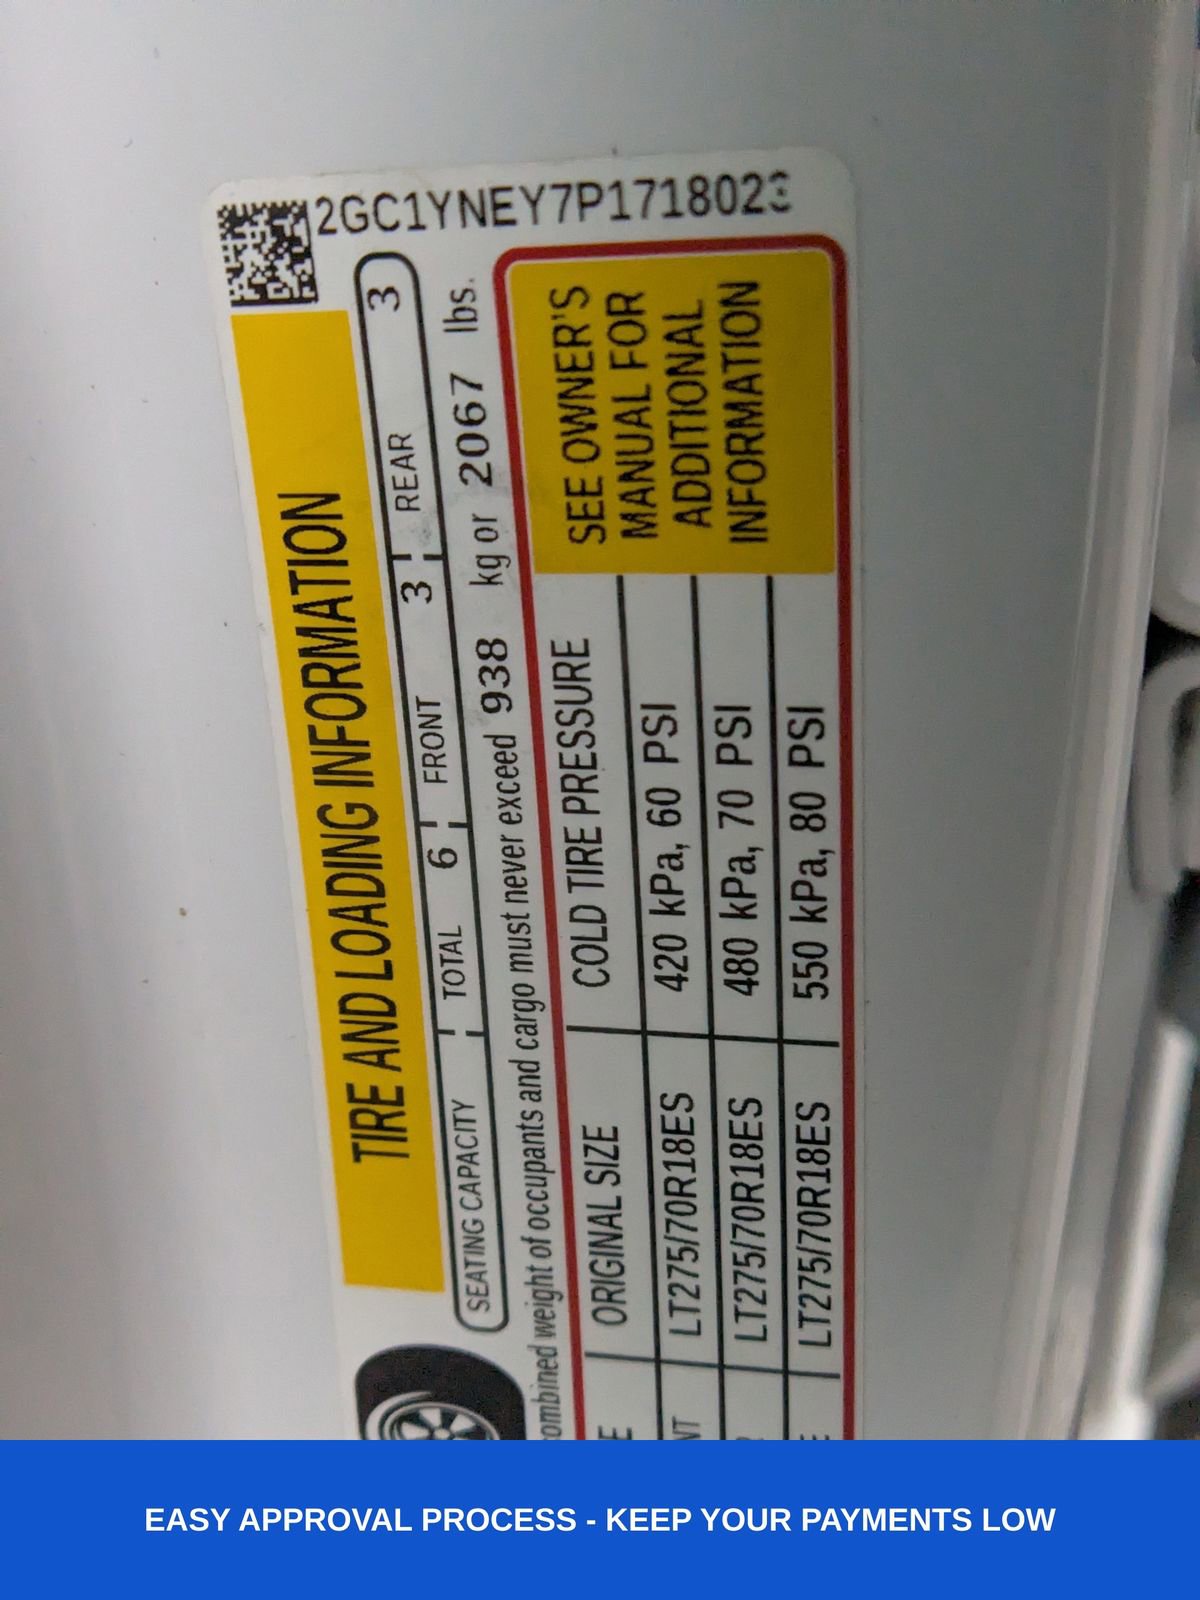 2GC1YNEY7P1718023
TIRE AND LOADING INFORMATION
SEATING CAPACITY TOTAL 6 FRONT 3 REAR 3
combined weight of occupants and cargo must never exceed 938 kg or 2067 lbs.
ORIGINAL SIZE COLD TIRE PRESSURE
LT275/70R18ES 420 kPa, 60 PSI
LT275/70R18ES 480 kPa, 70 PSI
LT275/70R18ES 550 kPa, 80 PSI
SEE OWNER'S
MANUAL FOR
ADDITIONAL
INFORMATION
EASY APPROVAL PROCESS - KEEP YOUR PAYMENTS LOW